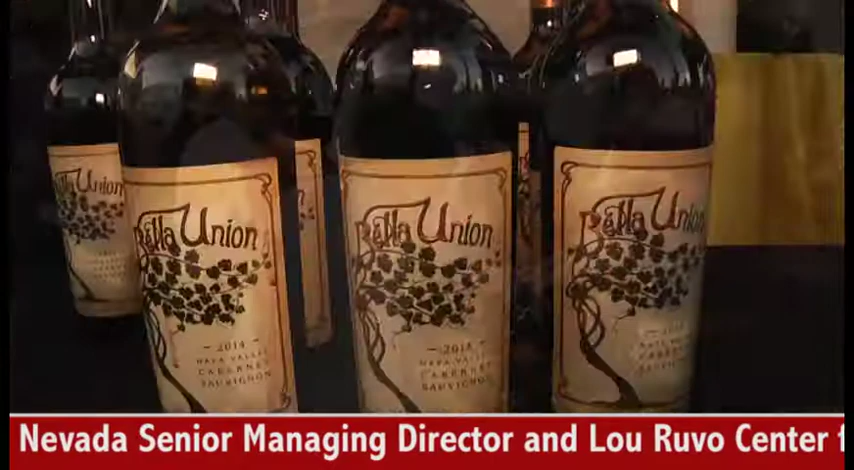 Bella Union
Bella Union
Bella Union
Bella Union
- 2014 -
NAPA VALLEY
CABERNET
SAUVIGNON
- 2014 -
NAPA VALLEY
CABERNET
SAUVIGNON
Nevada Senior Managing Director and Lou Ruvo Center